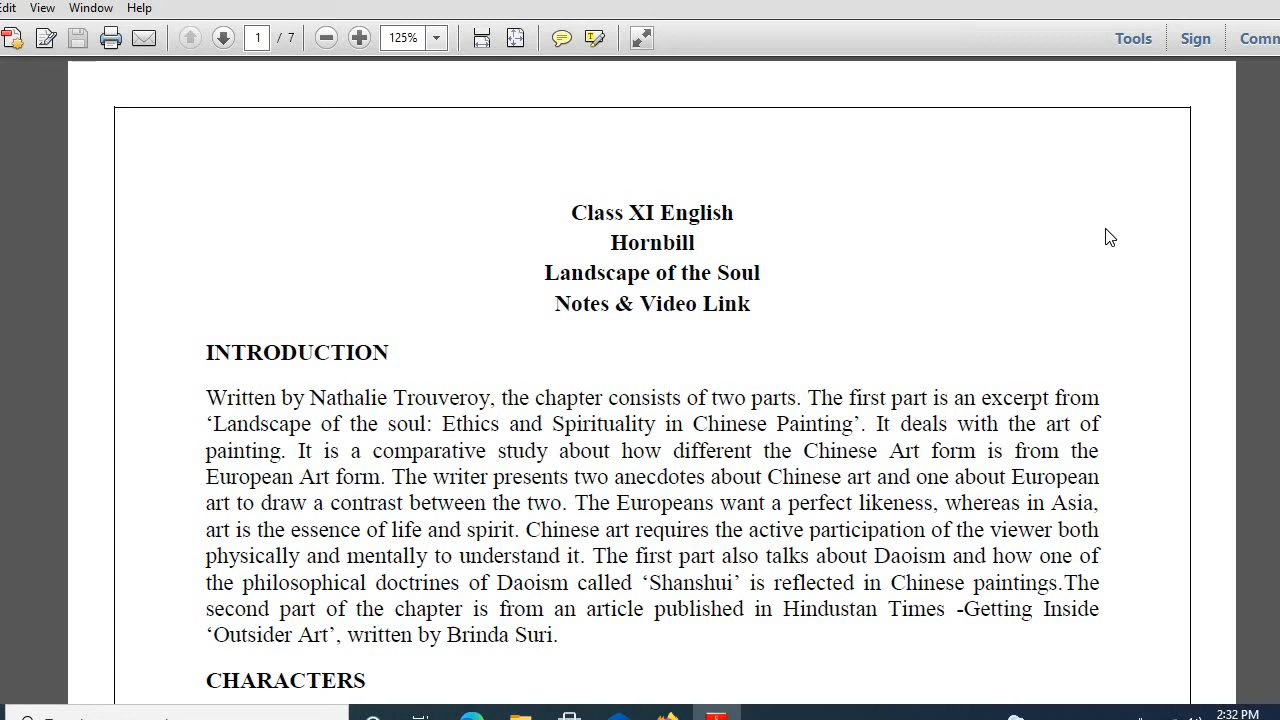 Edit View Window Help
1 / 7 125% Tools Sign Comm
Class XI English
Hornbill
Landscape of the Soul
Notes & Video Link
INTRODUCTION
Written by Nathalie Trouveroy, the chapter consists of two parts. The first part is an excerpt from
‘Landscape of the soul: Ethics and Spirituality in Chinese Painting’. It deals with the art of
painting. It is a comparative study about how different the Chinese Art form is from the
European Art form. The writer presents two anecdotes about Chinese art and one about European
art to draw a contrast between the two. The Europeans want a perfect likeness, whereas in Asia,
art is the essence of life and spirit. Chinese art requires the active participation of the viewer both
physically and mentally to understand it. The first part also talks about Daoism and how one of
the philosophical doctrines of Daoism called ‘Shanshui’ is reflected in Chinese paintings.The
second part of the chapter is from an article published in Hindustan Times -Getting Inside
‘Outsider Art’, written by Brinda Suri.
CHARACTERS
2:32 PM